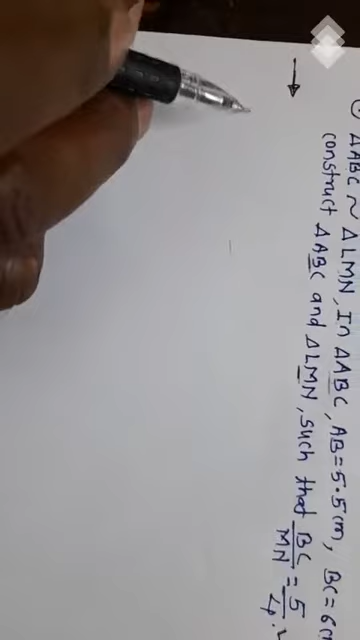 ΔABC ~ ΔLMN, In ΔABC, AB=5.5cm, BC=6
construct ΔABC and ΔLMN, such that BC/MN = 5/4.